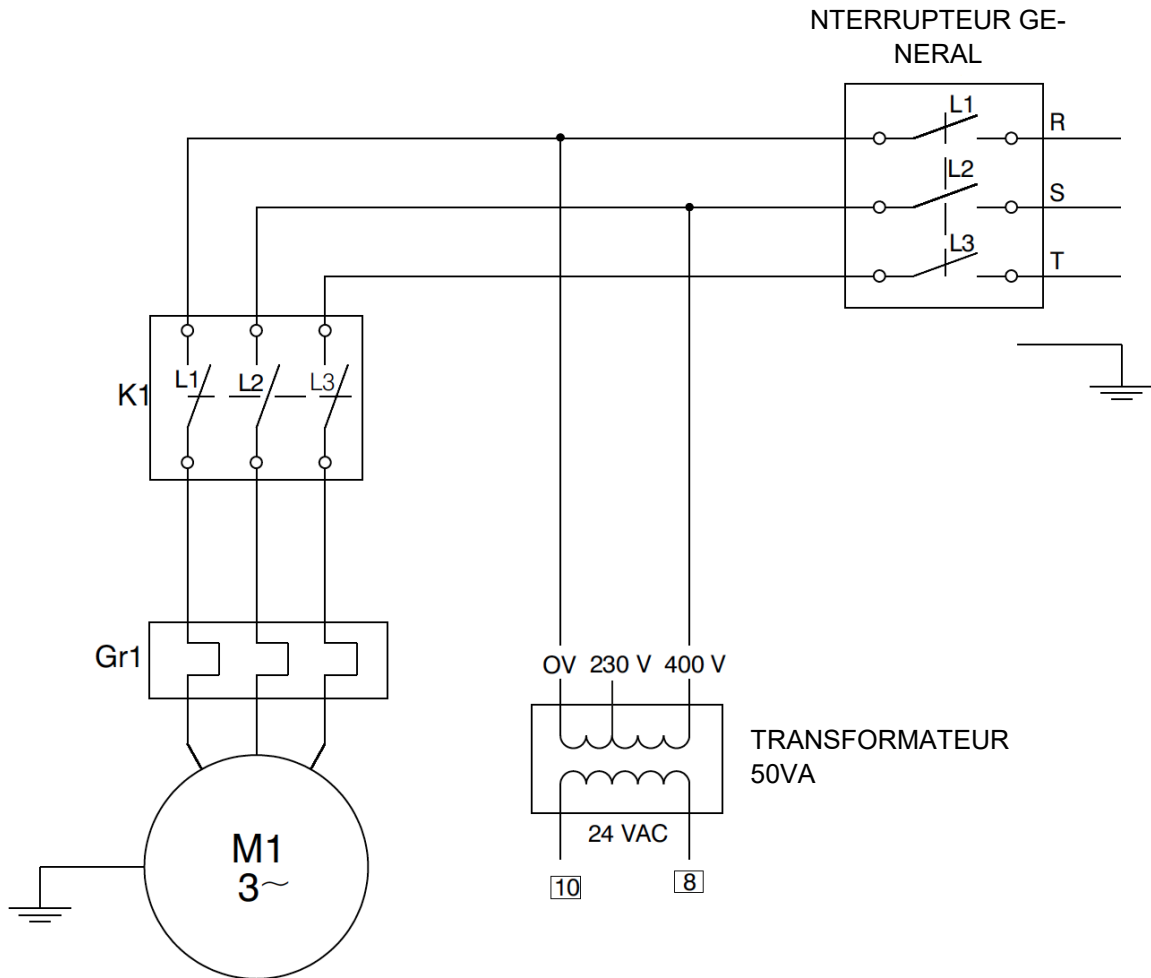 NTERRUPTEUR GE-
NERAL
L1
R
L2
S
L3
T
K1
L1
L2
L3
Gr1
OV 230 V 400 V
TRANSFORMATEUR
50VA
24 VAC
10
8
M1
3~